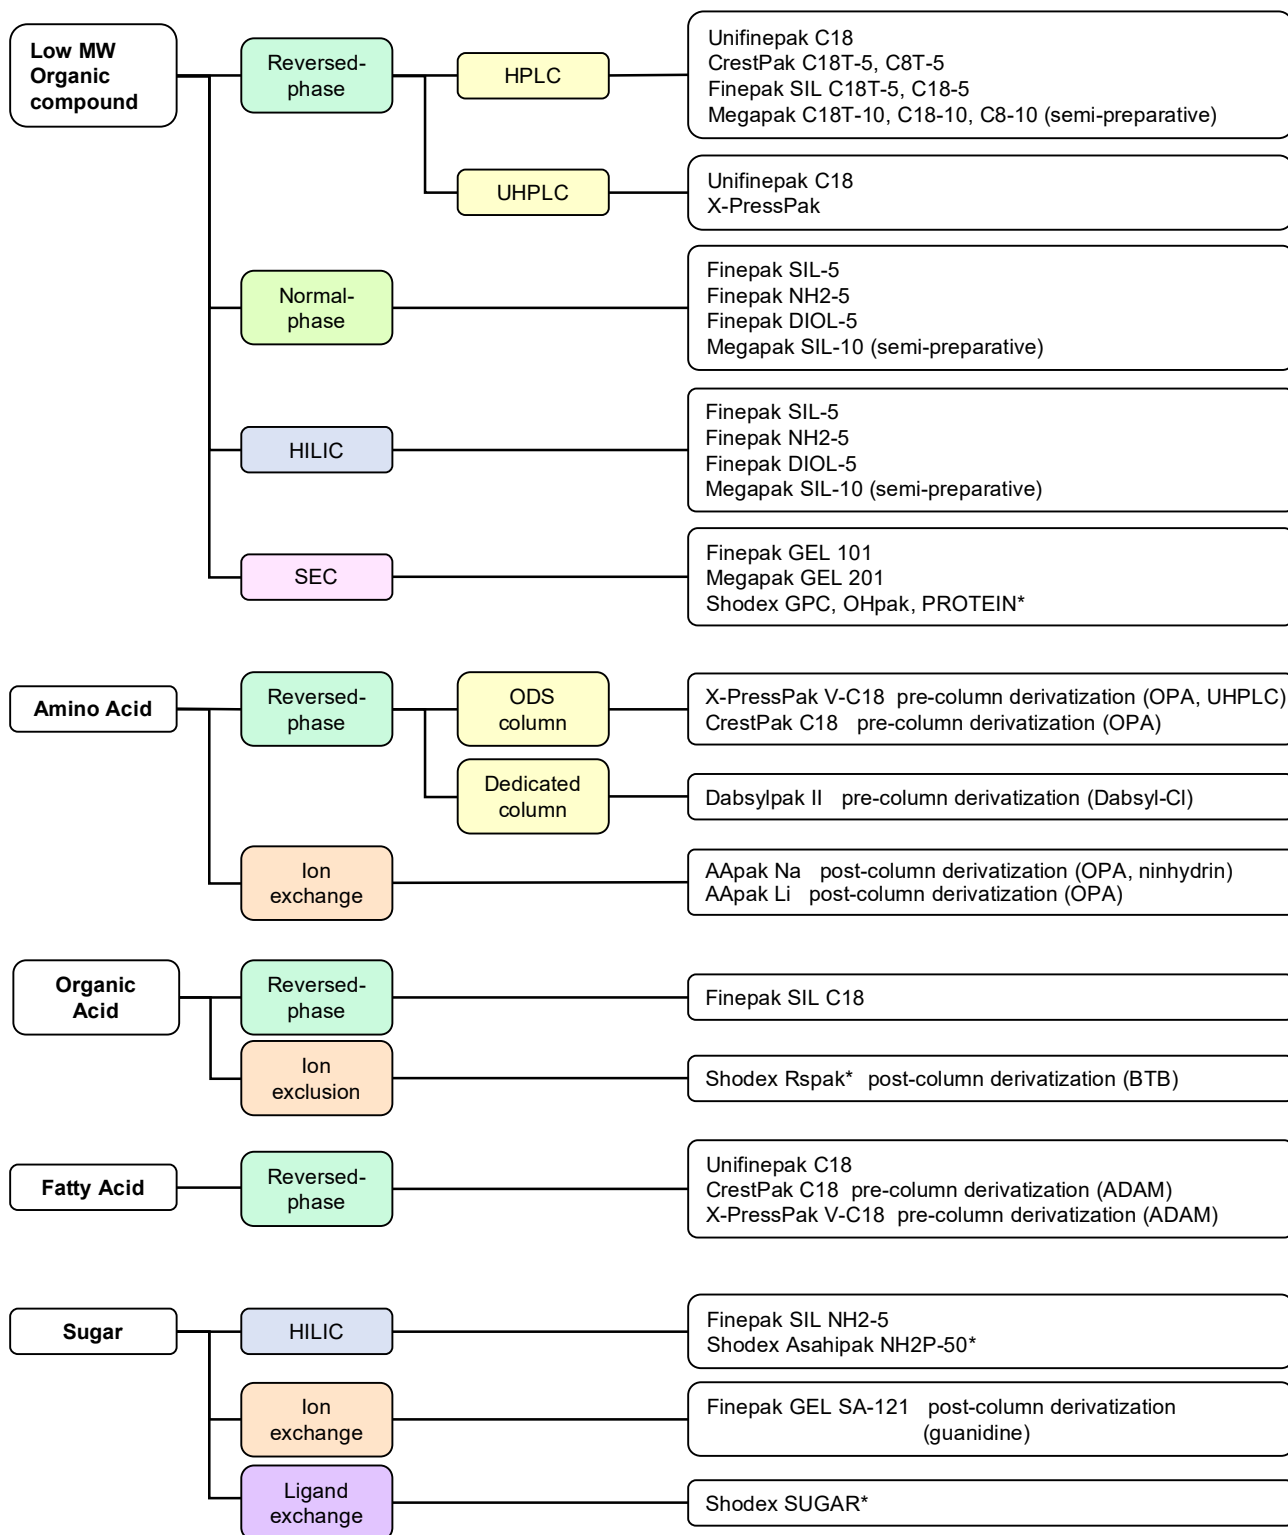 Low MW
Organic
compound
Reversed-
phase
HPLC
Unifinepak C18
CrestPak C18T-5, C8T-5
Finepak SIL C18T-5, C18-5
Megapak C18T-10, C18-10, C8-10 (semi-preparative)
UHPLC
Unifinepak C18
X-PressPak
Normal-
phase
Finepak SIL-5
Finepak NH2-5
Finepak DIOL-5
Megapak SIL-10 (semi-preparative)
HILIC
Finepak SIL-5
Finepak NH2-5
Finepak DIOL-5
Megapak SIL-10 (semi-preparative)
SEC
Finepak GEL 101
Megapak GEL 201
Shodex GPC, OHpak, PROTEIN*
Amino Acid
Reversed-
phase
ODS
column
X-PressPak V-C18 pre-column derivatization (OPA, UHPLC)
CrestPak C18 pre-column derivatization (OPA)
Dedicated
column
Dabsylpak II pre-column derivatization (Dabsyl-Cl)
Ion
exchange
AApak Na post-column derivatization (OPA, ninhydrin)
AApak Li post-column derivatization (OPA)
Organic
Acid
Reversed-
phase
Finepak SIL C18
Ion
exclusion
Shodex Rspak* post-column derivatization (BTB)
Fatty Acid
Reversed-
phase
Unifinepak C18
CrestPak C18 pre-column derivatization (ADAM)
X-PressPak V-C18 pre-column derivatization (ADAM)
Sugar
HILIC
Finepak SIL NH2-5
Shodex Asahipak NH2P-50*
Ion
exchange
Finepak GEL SA-121 post-column derivatization
(guanidine)
Ligand
exchange
Shodex SUGAR*